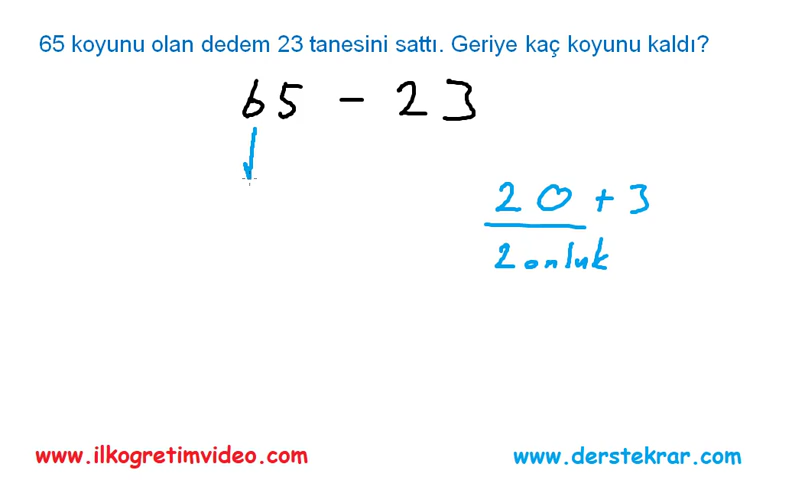 65 koyunu olan dedem 23 tanesini sattı. Geriye kaç koyunu kaldı?
65 - 23
20 + 3
2 onluk
www.ilkogretimvideo.com
www.derstekrar.com